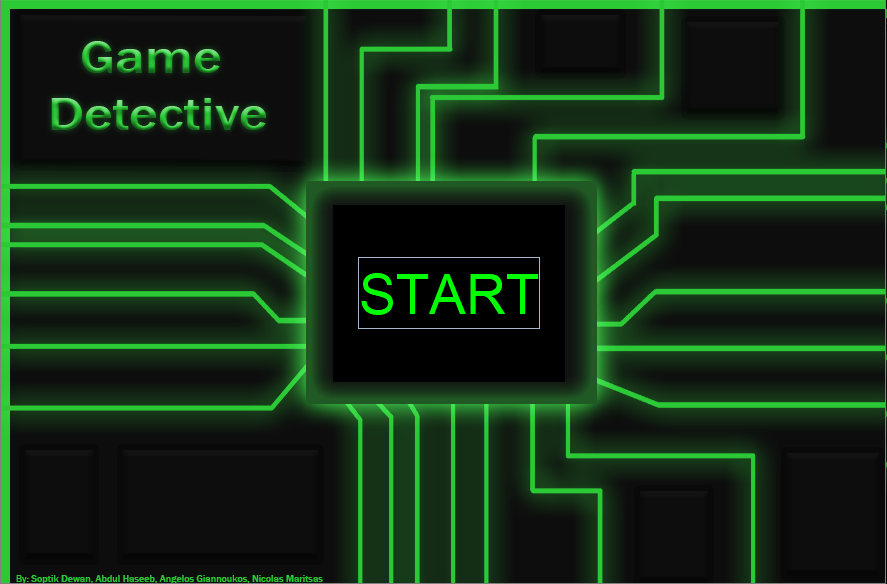 Game
Detective
START
By: Soptik Dewan, Abdul Haseeb, Angelos Giannoukos, Nicolas Maritsas